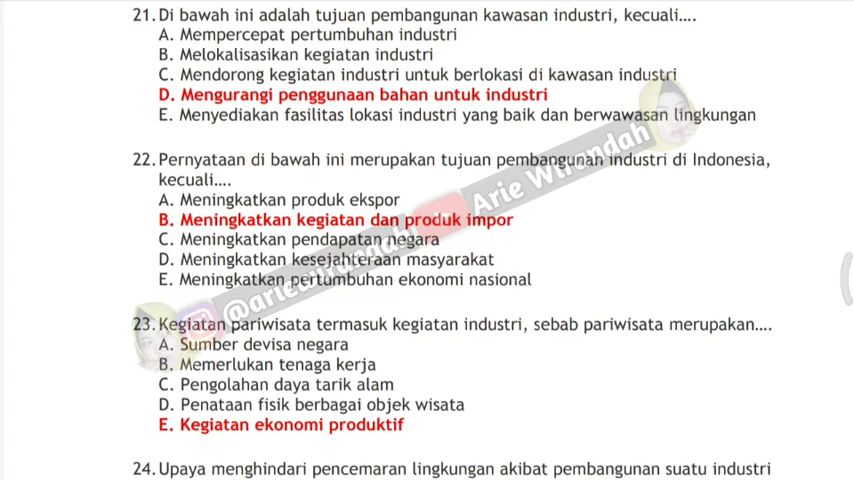 21. Di bawah ini adalah tujuan pembangunan kawasan industri, kecuali....
A. Mempercepat pertumbuhan industri
B. Melokalisasikan kegiatan industri
C. Mendorong kegiatan industri untuk berlokasi di kawasan industri
D. Mengurangi penggunaan bahan untuk industri
E. Menyediakan fasilitas lokasi industri yang baik dan berwawasan lingkungan
22. Pernyataan di bawah ini merupakan tujuan pembangunan industri di Indonesia,
kecuali....
A. Meningkatkan produk ekspor
B. Meningkatkan kegiatan dan produk impor
C. Meningkatkan pendapatan negara
D. Meningkatkan kesejahteraan masyarakat
E. Meningkatkan pertumbuhan ekonomi nasional
@ariewirandah Arie Wirandah
23. Kegiatan pariwisata termasuk kegiatan industri, sebab pariwisata merupakan....
A. Sumber devisa negara
B. Memerlukan tenaga kerja
C. Pengolahan daya tarik alam
D. Penataan fisik berbagai objek wisata
E. Kegiatan ekonomi produktif
24. Upaya menghindari pencemaran lingkungan akibat pembangunan suatu industri